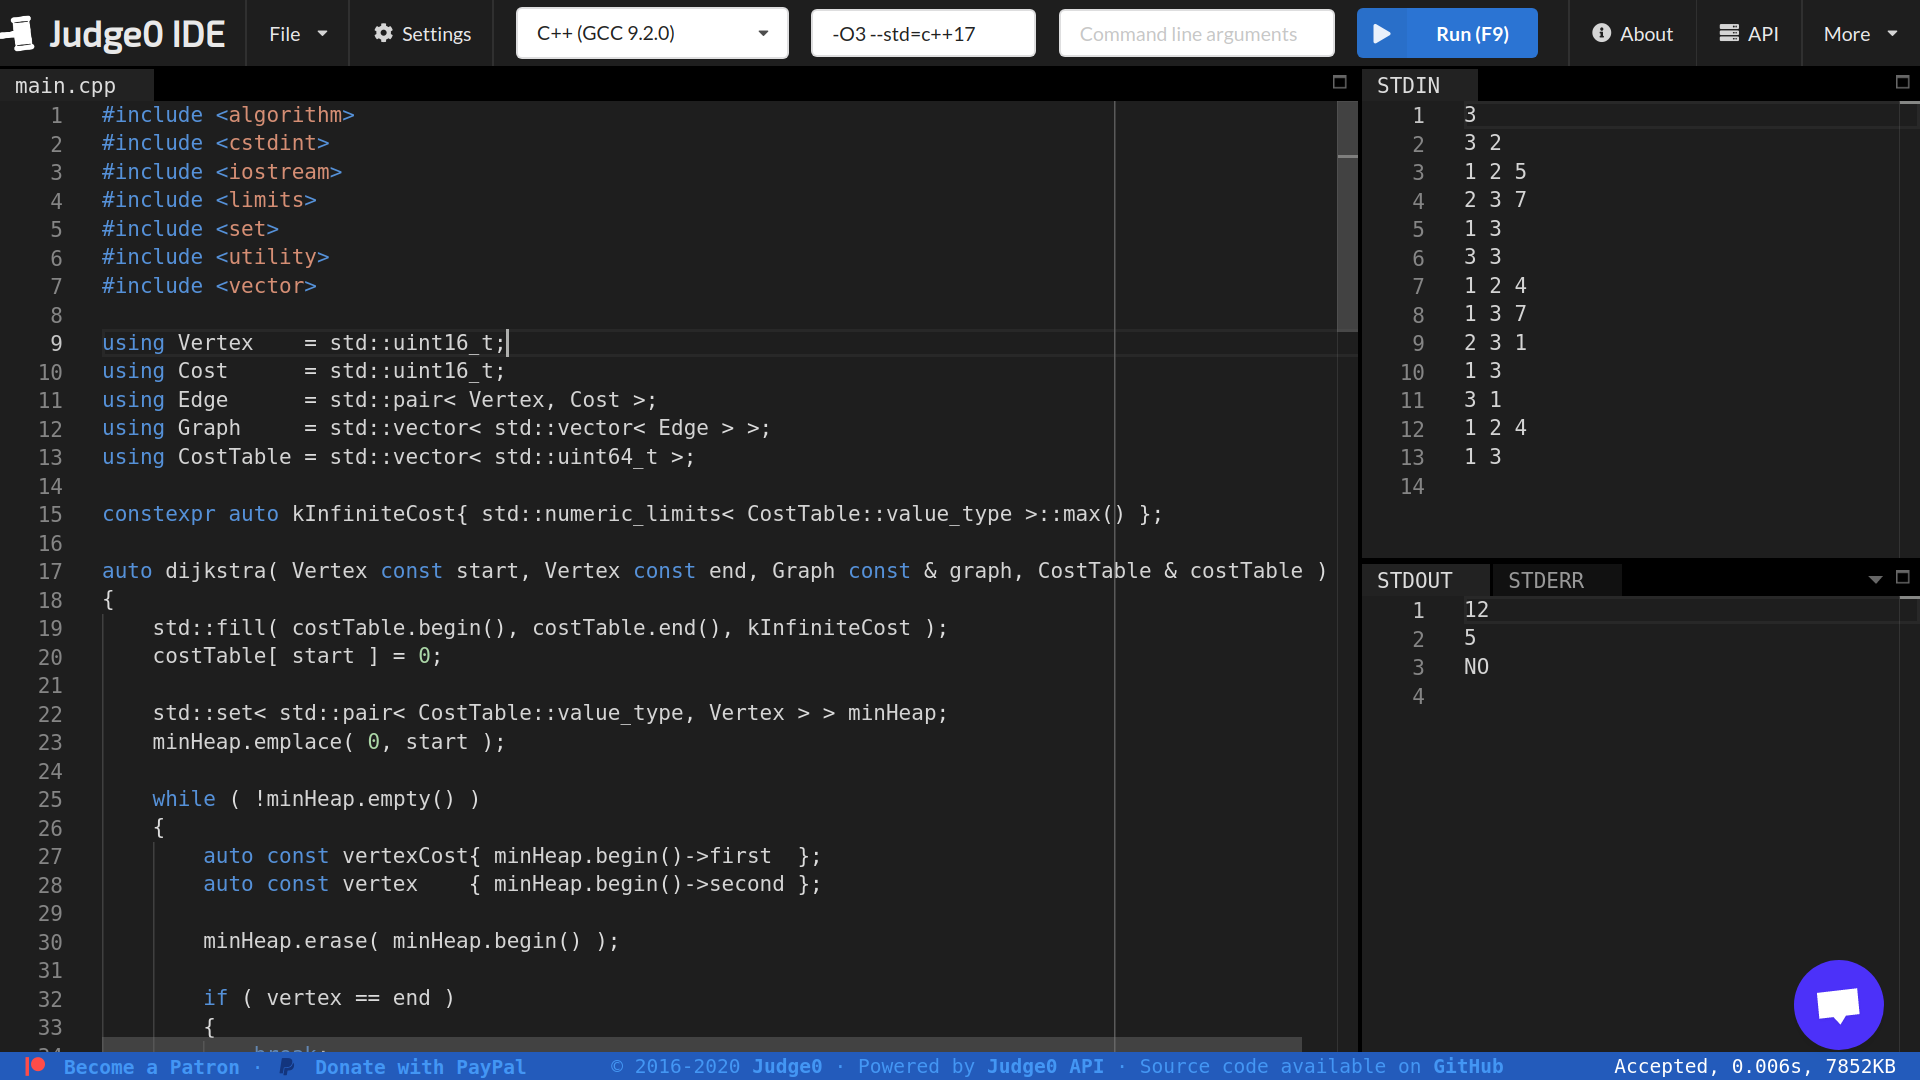 Judge0 IDE File Settings C++ (GCC 9.2.0) -O3 --std=c++17 Command line arguments Run (F9) About API More
main.cpp
1 #include <algorithm>
2 #include <cstdint>
3 #include <iostream>
4 #include <limits>
5 #include <set>
6 #include <utility>
7 #include <vector>
8
9 using Vertex    = std::uint16_t;
10 using Cost      = std::uint16_t;
11 using Edge      = std::pair< Vertex, Cost >;
12 using Graph     = std::vector< std::vector< Edge > >;
13 using CostTable = std::vector< std::uint64_t >;
14
15 constexpr auto kInfiniteCost{ std::numeric_limits< CostTable::value_type >::max() };
16
17 auto dijkstra( Vertex const start, Vertex const end, Graph const & graph, CostTable & costTable )
18 {
19     std::fill( costTable.begin(), costTable.end(), kInfiniteCost );
20     costTable[ start ] = 0;
21
22     std::set< std::pair< CostTable::value_type, Vertex > > minHeap;
23     minHeap.emplace( 0, start );
24
25     while ( !minHeap.empty() )
26     {
27         auto const vertexCost{ minHeap.begin()->first  };
28         auto const vertex    { minHeap.begin()->second };
29
30         minHeap.erase( minHeap.begin() );
31
32         if ( vertex == end )
33         {
34             break;
STDIN
1 3
2 3 2
3 1 2 5
4 2 3 7
5 1 3
6 3 3
7 1 2 4
8 1 3 7
9 2 3 1
10 1 3
11 3 1
12 1 2 4
13 1 3
14
STDOUT STDERR
1 12
2 5
3 NO
4
Become a Patron · Donate with PayPal © 2016-2020 Judge0 · Powered by Judge0 API · Source code available on GitHub Accepted, 0.006s, 7852KB